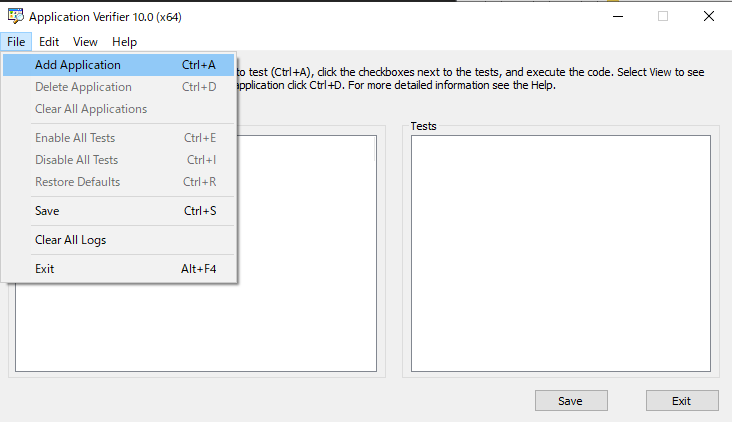 Application Verifier 10.0 (x64)
File Edit View Help
Add Application Ctrl+A
Delete Application Ctrl+D
Clear All Applications
Enable All Tests Ctrl+E
Disable All Tests Ctrl+I
Restore Defaults Ctrl+R
Save Ctrl+S
Clear All Logs
Exit Alt+F4
to test (Ctrl+A), click the checkboxes next to the tests, and execute the code. Select View to see
application click Ctrl+D. For more detailed information see the Help.
Tests
Save Exit